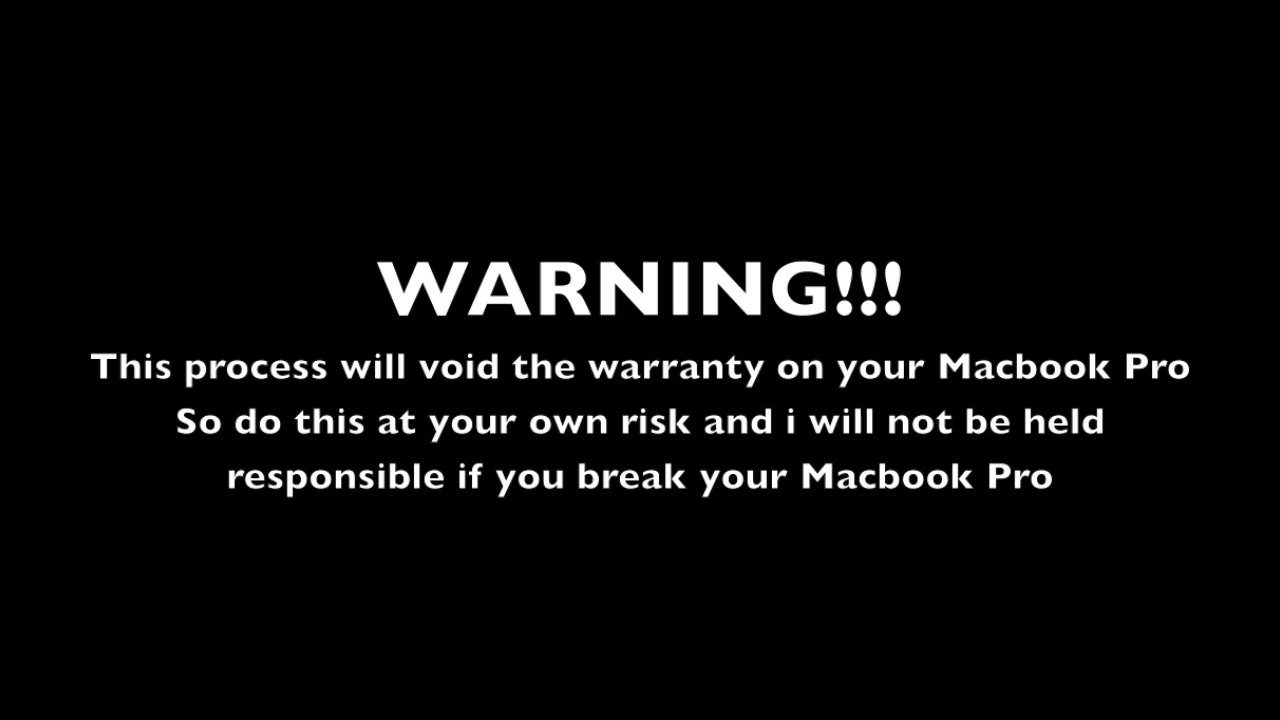 WARNING!!!
This process will void the warranty on your Macbook Pro
So do this at your own risk and i will not be held
responsible if you break your Macbook Pro